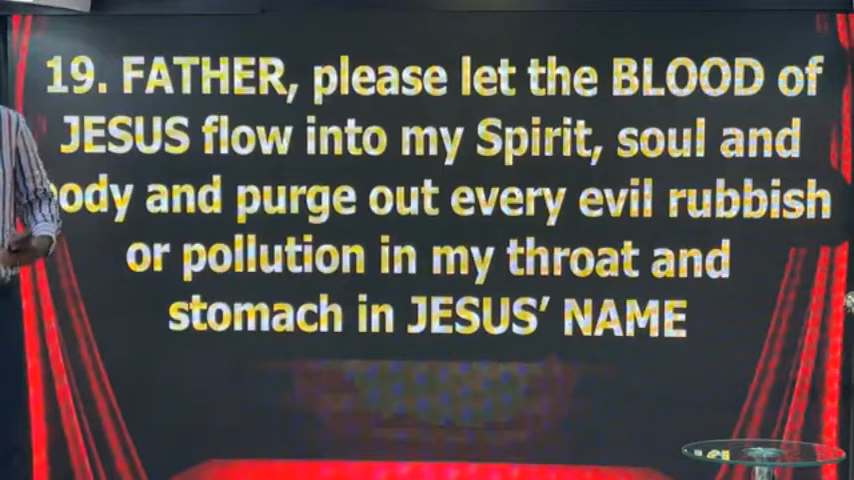 19. FATHER, please let the BLOOD of
JESUS flow into my Spirit, soul and
body and purge out every evil rubbish
or pollution in my throat and
stomach in JESUS’ NAME